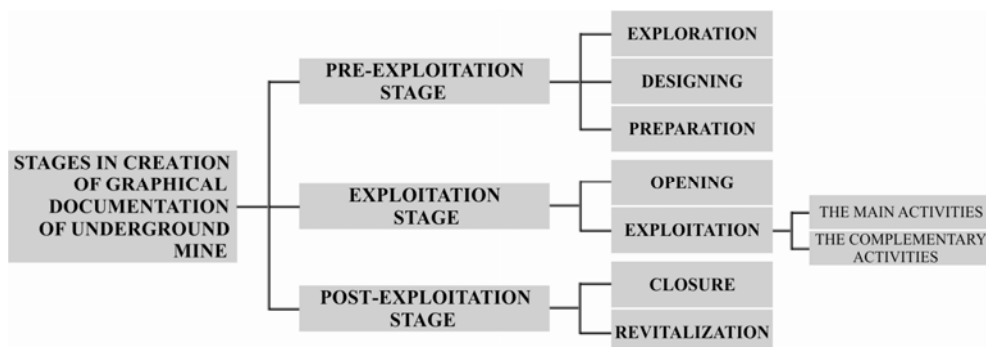 STAGES IN CREATION
OF GRAPHICAL
DOCUMENTATION
OF UNDERGROUND
MINE
PRE-EXPLOITATION
STAGE
EXPLORATION
DESIGNING
PREPARATION
EXPLOITATION
STAGE
OPENING
EXPLOITATION
THE MAIN ACTIVITIES
THE COMPLEMENTARY
ACTIVITIES
POST-EXPLOITATION
STAGE
CLOSURE
REVITALIZATION